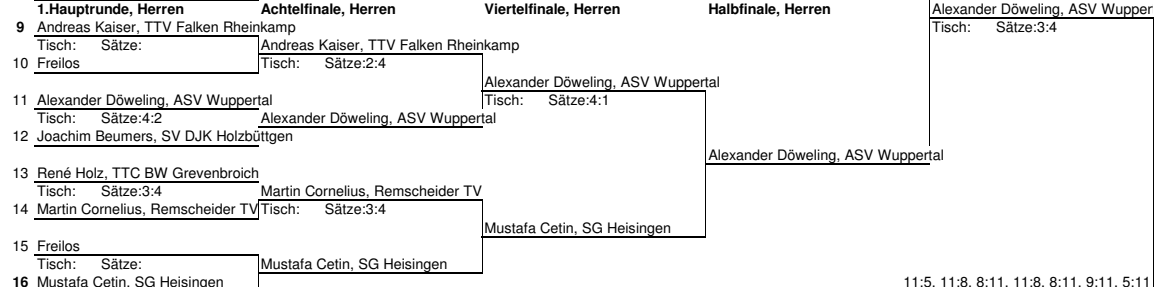 1.Hauptrunde, Herren Achtelfinale, Herren Viertelfinale, Herren Halbfinale, Herren Alexander Döweling, ASV Wupper
9 Andreas Kaiser, TTV Falken Rheinkamp Tisch: Sätze:3:4
Tisch: Sätze: Andreas Kaiser, TTV Falken Rheinkamp
10 Freilos Tisch: Sätze:2:4
Alexander Döweling, ASV Wuppertal
11 Alexander Döweling, ASV Wuppertal Tisch: Sätze:4:1
Tisch: Sätze:4:2 Alexander Döweling, ASV Wuppertal
12 Joachim Beumers, SV DJK Holzbüttgen
Alexander Döweling, ASV Wuppertal
13 René Holz, TTC BW Grevenbroich
Tisch: Sätze:3:4 Martin Cornelius, Remscheider TV
14 Martin Cornelius, Remscheider TV Tisch: Sätze:3:4
Mustafa Cetin, SG Heisingen
15 Freilos
Tisch: Sätze: Mustafa Cetin, SG Heisingen
16 Mustafa Cetin, SG Heisingen 11:5, 11:8, 8:11, 11:8, 8:11, 9:11, 5:11